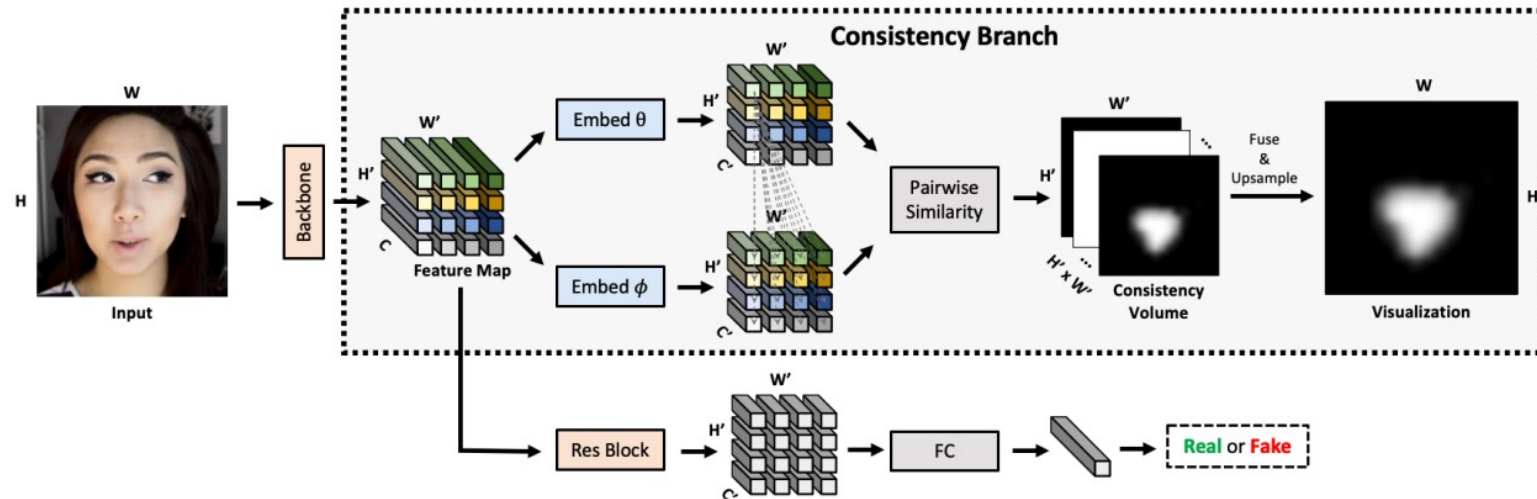 Consistency Branch
W
H
Input
Backbone
W'
H'
C
Feature Map
Embed θ
Embed ϕ
W'
H'
C'
W'
H'
C'
Pairwise
Similarity
W'
H'
...
...
H' x W'
Consistency
Volume
Fuse
&
Upsample
W
H
Visualization
Res Block
W'
H'
C'
FC
Real or Fake